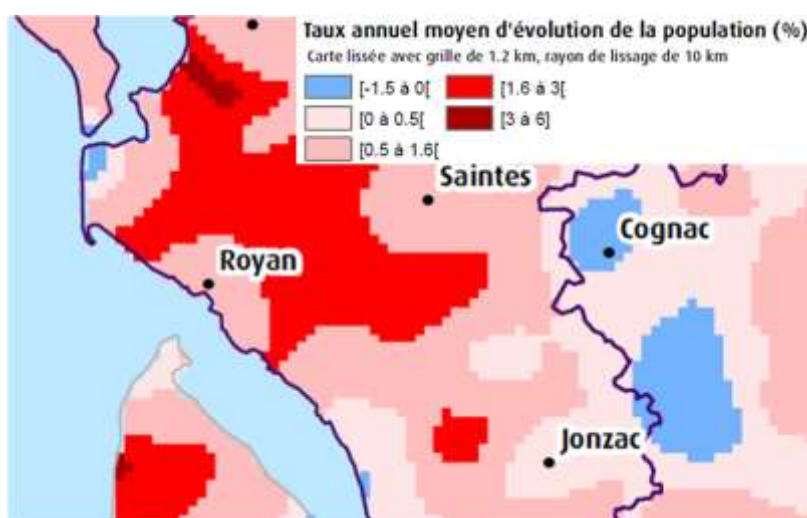 Taux annuel moyen d'évolution de la population (%)
Carte lissée avec grille de 1.2 km, rayon de lissage de 10 km
[-1.5 à 0[ [1.6 à 3[
[0 à 0.5[ [3 à 6]
[0.5 à 1.6[
Saintes
Cognac
Royan
Jonzac